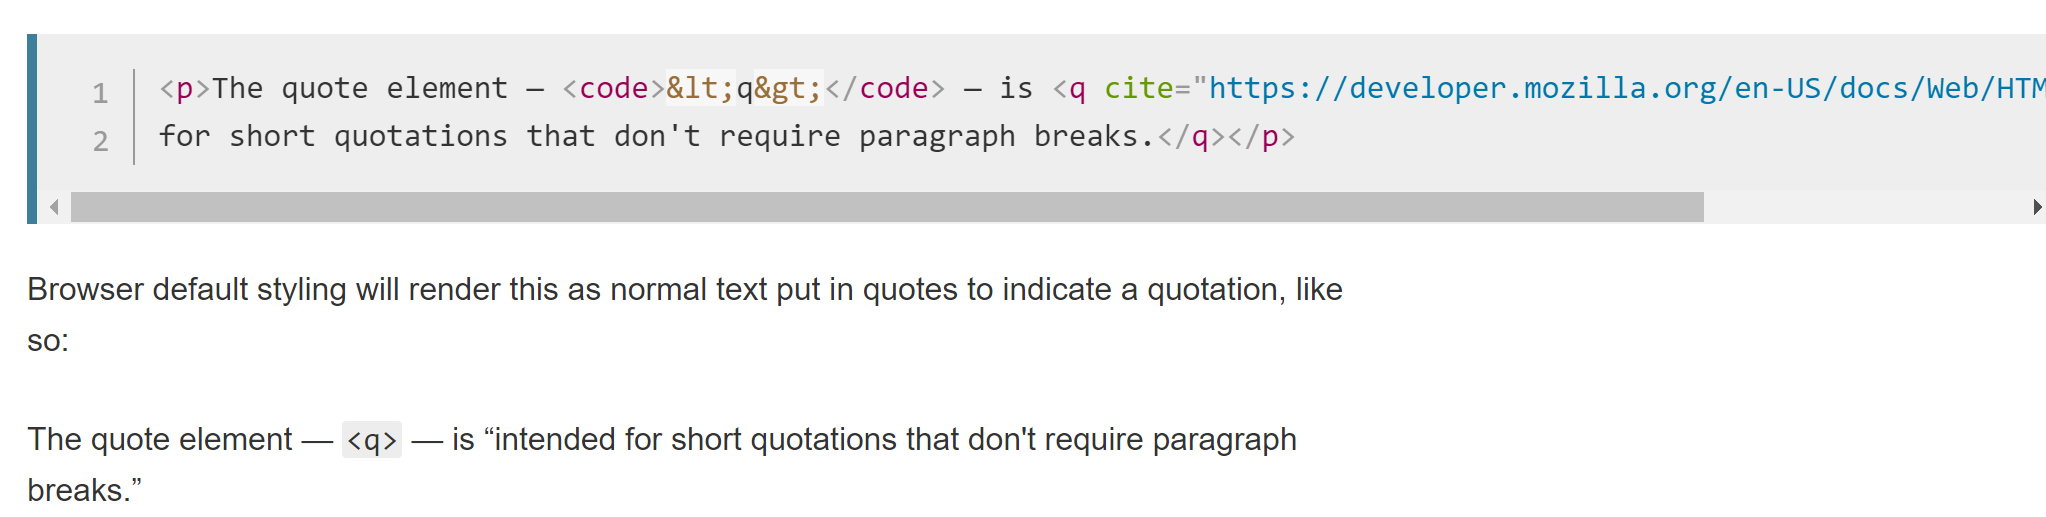 1 <p>The quote element — <code>&lt;q&gt;</code> — is <q cite="https://developer.mozilla.org/en-US/docs/Web/HTM
2 for short quotations that don't require paragraph breaks.</q></p>
Browser default styling will render this as normal text put in quotes to indicate a quotation, like
so:
The quote element — <q> — is “intended for short quotations that don't require paragraph
breaks.”